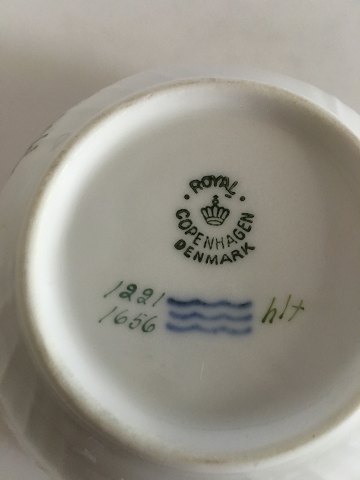 ROYAL
COPENHAGEN
DENMARK
1221
1656
hlt